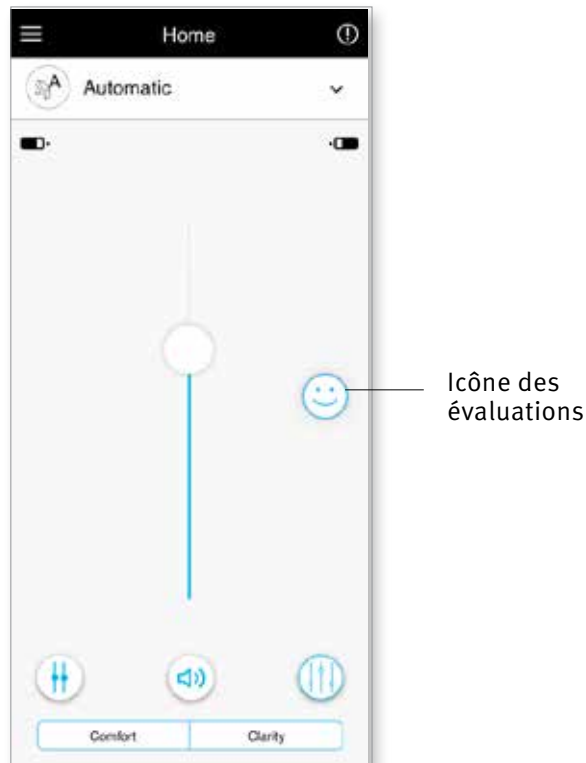 Home
Automatic
Icône des
évaluations
Comfort Clarity